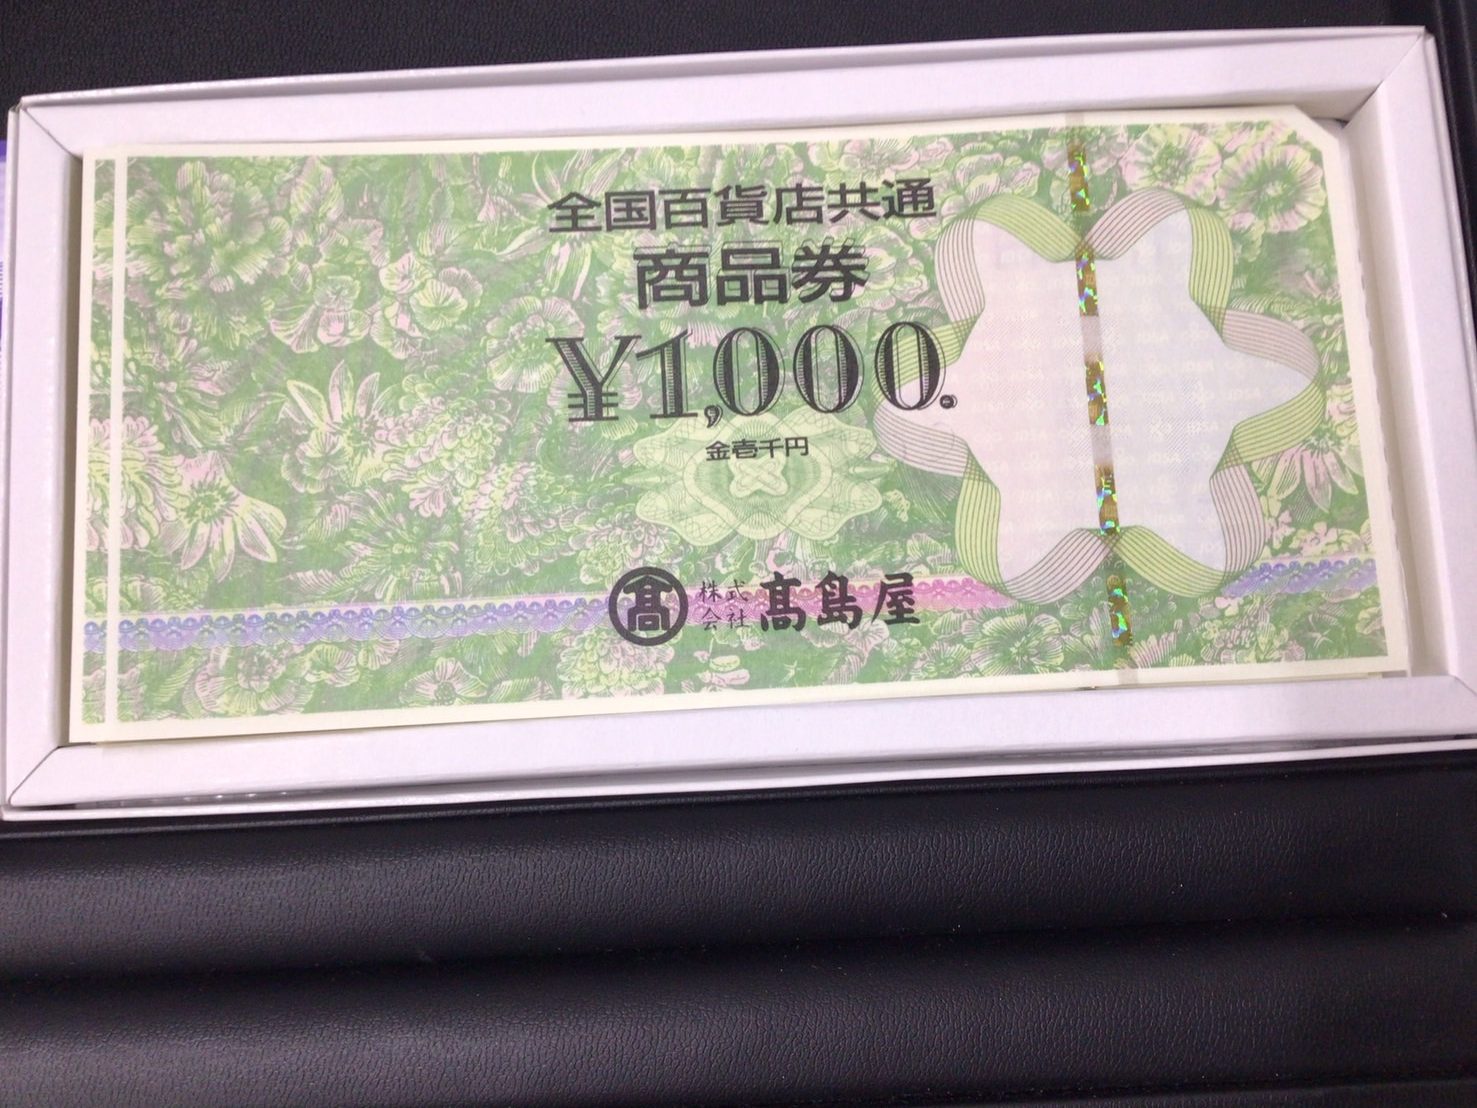 全国百貨店共通
商品券
¥1,000.
金壱千円
髙 株式会社 髙島屋